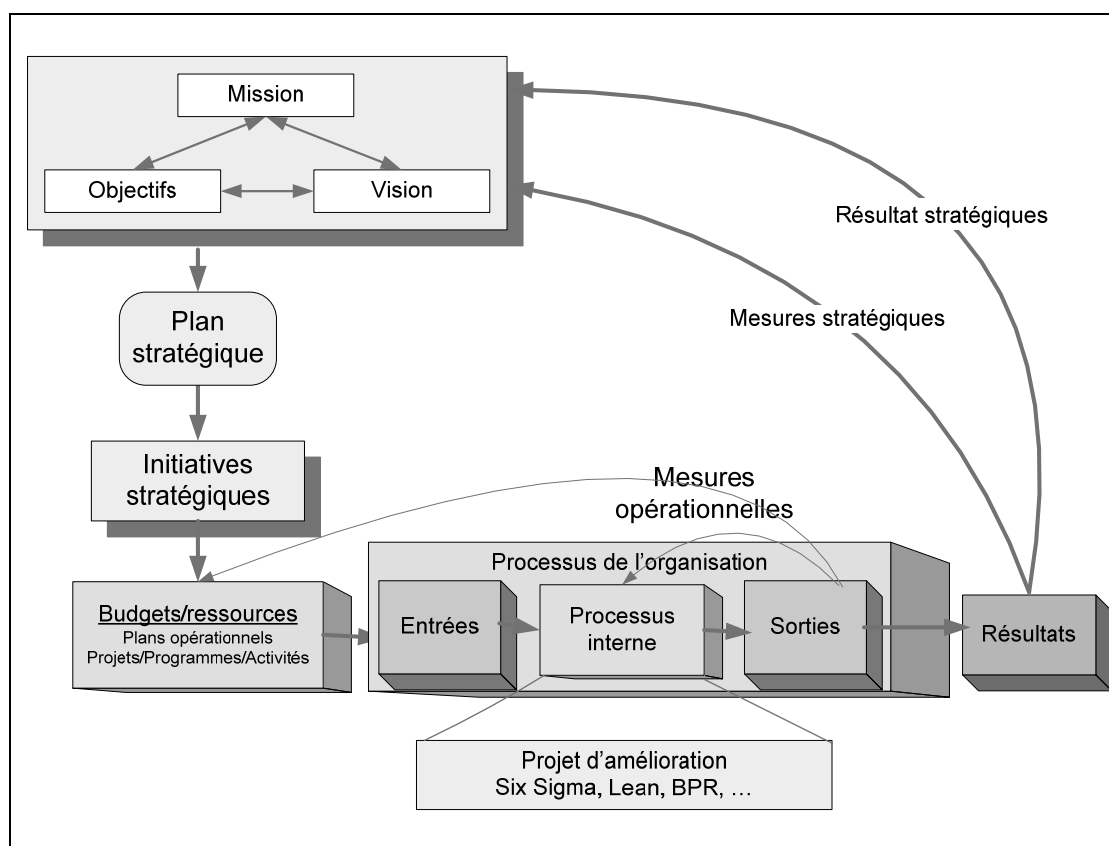 Mission
Objectifs
Vision
Résultat stratégiques
Mesures stratégiques
Plan
stratégique
Initiatives
stratégiques
Mesures
opérationnelles
Processus de l'organisation
Budgets/ressources
Plans opérationnels
Projets/Programmes/Activités
Entrées
Processus
interne
Sorties
Résultats
Projet d'amélioration
Six Sigma, Lean, BPR, …